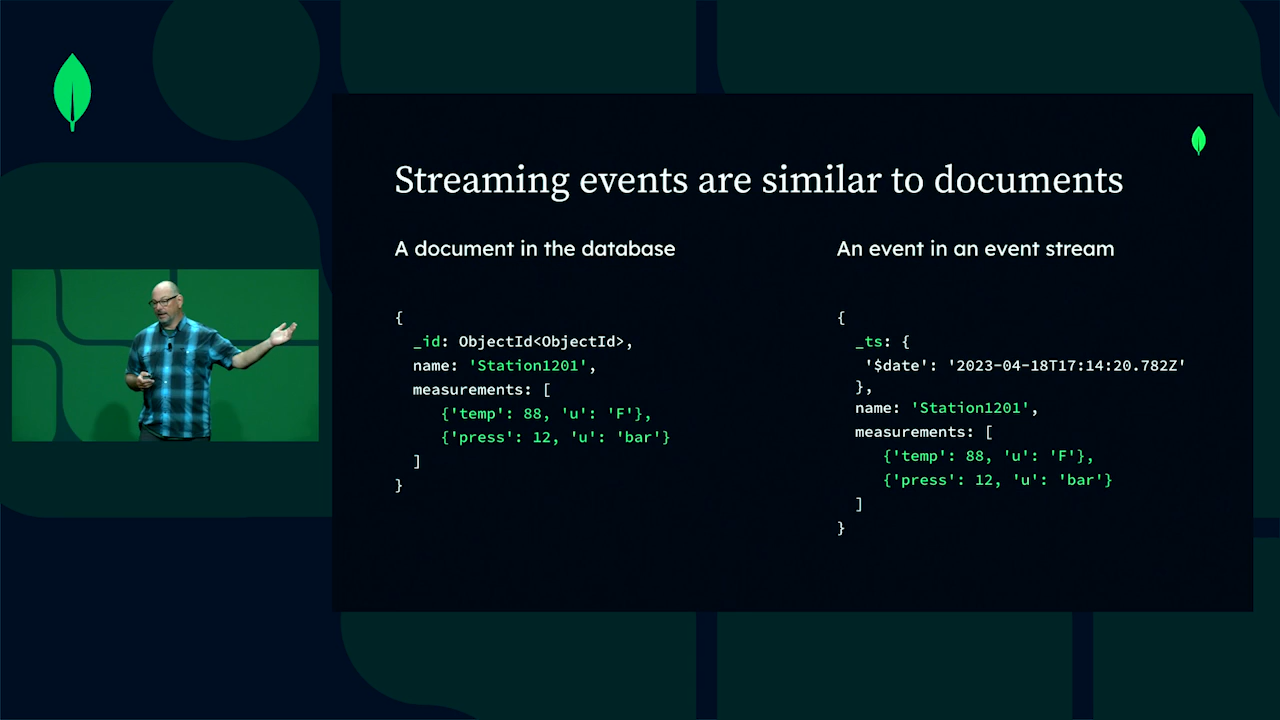 Streaming events are similar to documents
A document in the database
{
_id: ObjectId<ObjectId>,
name: 'Station1201',
measurements: [
{'temp': 88, 'u': 'F'},
{'press': 12, 'u': 'bar'}
]
}
An event in an event stream
{
_ts: {
'$date': '2023-04-18T17:14:20.782Z'
},
name: 'Station1201',
measurements: [
{'temp': 88, 'u': 'F'},
{'press': 12, 'u': 'bar'}
]
}